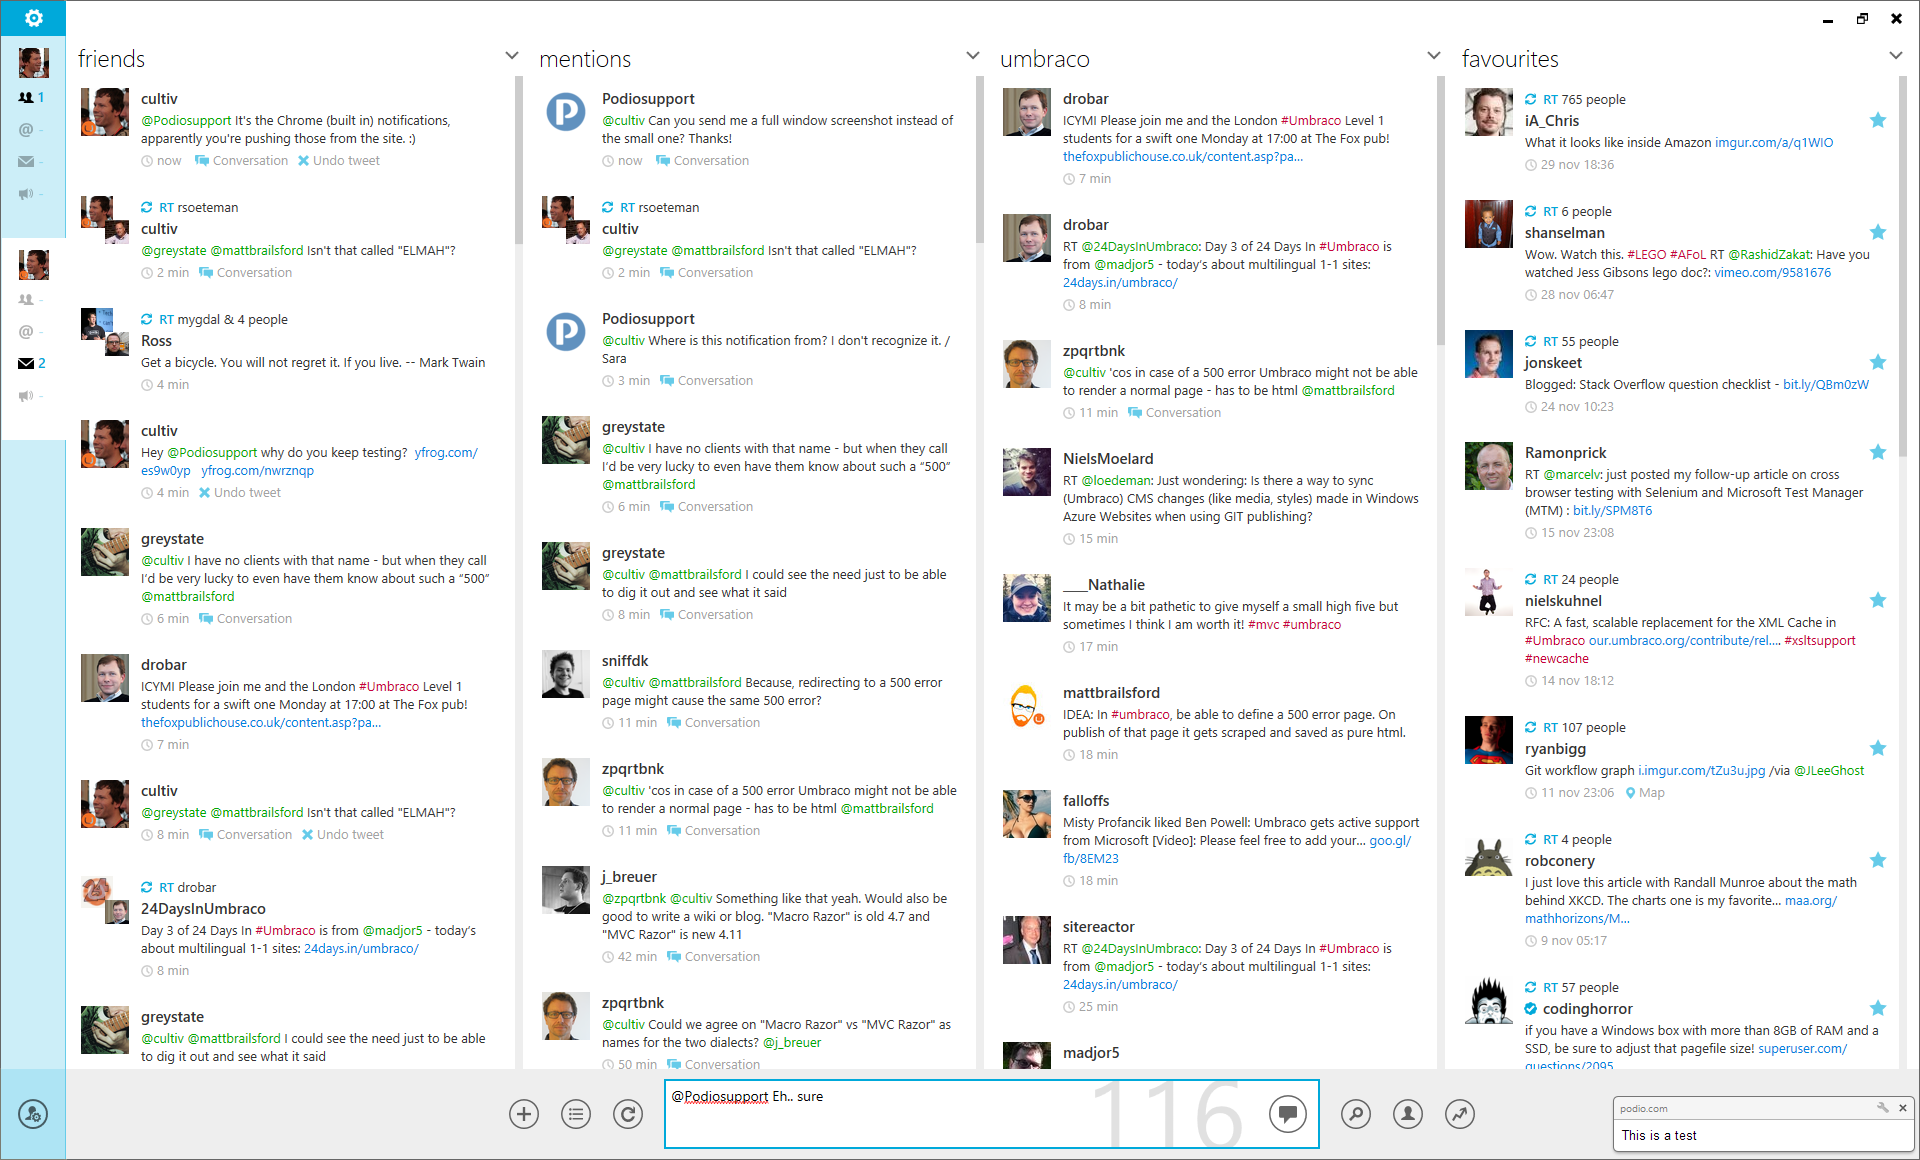 1
-
-
-
-
-
2
-
friends
cultiv
@Podiosupport It's the Chrome (built in) notifications,
apparently you're pushing those from the site. :)
now Conversation Undo tweet
RT rsoeteman
cultiv
@greystate @mattbrailsford Isn't that called "ELMAH"?
2 min Conversation
RT mygdal & 4 people
Ross
Get a bicycle. You will not regret it. If you live. -- Mark Twain
4 min
cultiv
Hey @Podiosupport why do you keep testing? yfrog.com/
es9w0yp yfrog.com/nwrznqp
4 min Undo tweet
greystate
@cultiv I have no clients with that name - but when they call
I'd be very lucky to even have them know about such a “500”
@mattbrailsford
6 min Conversation
drobar
ICYMI Please join me and the London #Umbraco Level 1
students for a swift one Monday at 17:00 at The Fox pub!
thefoxpublichouse.co.uk/content.asp?pa...
7 min
cultiv
@greystate @mattbrailsford Isn't that called "ELMAH"?
8 min Conversation Undo tweet
RT drobar
24DaysInUmbraco
Day 3 of 24 Days In #Umbraco is from @madjor5 - today's
about multilingual 1-1 sites: 24days.in/umbraco/
8 min
greystate
@cultiv @mattbrailsford I could see the need just to be able
to dig it out and see what it said
mentions
Podiosupport
@cultiv Can you send me a full window screenshot instead of
the small one? Thanks!
now Conversation
RT rsoeteman
cultiv
@greystate @mattbrailsford Isn't that called "ELMAH"?
2 min Conversation
Podiosupport
@cultiv Where is this notification from? I don't recognize it. /
Sara
3 min Conversation
greystate
@cultiv I have no clients with that name - but when they call
I'd be very lucky to even have them know about such a “500”
@mattbrailsford
6 min Conversation
greystate
@cultiv @mattbrailsford I could see the need just to be able
to dig it out and see what it said
8 min Conversation
sniffdk
@cultiv @mattbrailsford Because, redirecting to a 500 error
page might cause the same 500 error?
11 min Conversation
zpqrtbnk
@cultiv 'cos in case of a 500 error Umbraco might not be able
to render a normal page - has to be html @mattbrailsford
11 min Conversation
j_breuer
@zpqrtbnk @cultiv Something like that yeah. Would also be
good to write a wiki or blog. "Macro Razor" is old 4.7 and
"MVC Razor" is new 4.11
42 min Conversation
zpqrtbnk
@cultiv Could we agree on "Macro Razor" vs "MVC Razor" as
names for the two dialects? @j_breuer
50 min Conversation
umbraco
drobar
ICYMI Please join me and the London #Umbraco Level 1
students for a swift one Monday at 17:00 at The Fox pub!
thefoxpublichouse.co.uk/content.asp?pa...
7 min
drobar
RT @24DaysInUmbraco: Day 3 of 24 Days In #Umbraco is
from @madjor5 - today's about multilingual 1-1 sites:
24days.in/umbraco/
8 min
zpqrtbnk
@cultiv 'cos in case of a 500 error Umbraco might not be able
to render a normal page - has to be html @mattbrailsford
11 min Conversation
NielsMoelard
RT @loedeman: Just wondering: Is there a way to sync
(Umbraco) CMS changes (like media, styles) made in Windows
Azure Websites when using GIT publishing?
15 min
____Nathalie
It may be a bit pathetic to give myself a small high five but
sometimes I think I am worth it! #mvc #umbraco
17 min
mattbrailsford
IDEA: In #umbraco, be able to define a 500 error page. On
publish of that page it gets scraped and saved as pure html.
18 min
falloffs
Misty Profancik liked Ben Powell: Umbraco gets active support
from Microsoft [Video]: Please feel free to add your... goo.gl/
fb/8EM23
18 min
sitereactor
RT @24DaysInUmbraco: Day 3 of 24 Days In #Umbraco is
from @madjor5 - today's about multilingual 1-1 sites:
24days.in/umbraco/
25 min
madjor5
favourites
RT 765 people
iA_Chris
What it looks like inside Amazon imgur.com/a/q1WIO
29 nov 18:36
RT 6 people
shanselman
Wow. Watch this. #LEGO #AFoL RT @RashidZakat: Have you
watched Jess Gibsons lego doc?: vimeo.com/9581676
28 nov 06:47
RT 55 people
jonskeet
Blogged: Stack Overflow question checklist - bit.ly/QBm0zW
24 nov 10:23
Ramonprick
RT @marcelv: just posted my follow-up article on cross
browser testing with Selenium and Microsoft Test Manager
(MTM) : bit.ly/SPM8T6
15 nov 23:08
RT 24 people
nielskuhnel
RFC: A fast, scalable replacement for the XML Cache in
#Umbraco our.umbraco.org/contribute/rel.... #xsltsupport
#newcache
14 nov 18:12
RT 107 people
ryanbigg
Git workflow graph i.imgur.com/tZu3u.jpg /via @JLeeGhost
11 nov 23:06 Map
RT 4 people
robconery
I just love this article with Randall Munroe about the math
behind XKCD. The charts one is my favorite... maa.org/
mathhorizons/M...
9 nov 05:17
RT 57 people
codinghorror
if you have a Windows box with more than 8GB of RAM and a
SSD, be sure to adjust that pagefile size! superuser.com/
questions/2095
@Podiosupport Eh.. sure
116
podio.com
This is a test